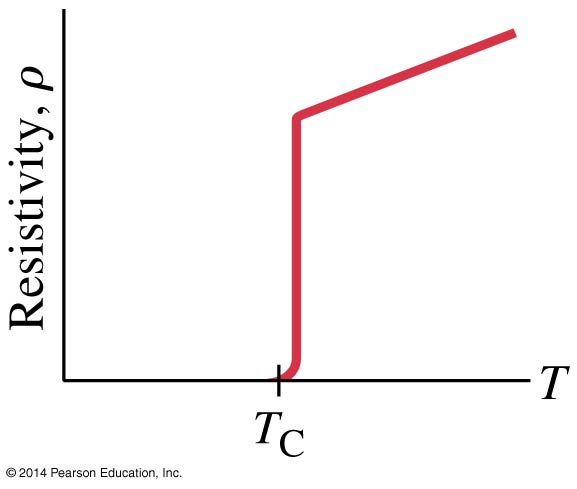 Resistivity, ρ
T
T_C
© 2014 Pearson Education, Inc.